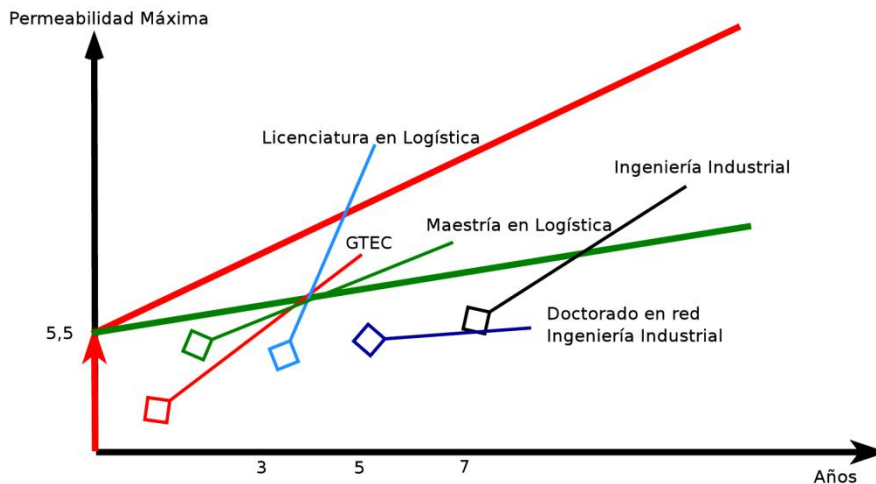 Permeabilidad Máxima
Licenciatura en Logística
Ingeniería Industrial
Maestría en Logística
GTEC
Doctorado en red
Ingeniería Industrial
5,5
3
5
7
Años